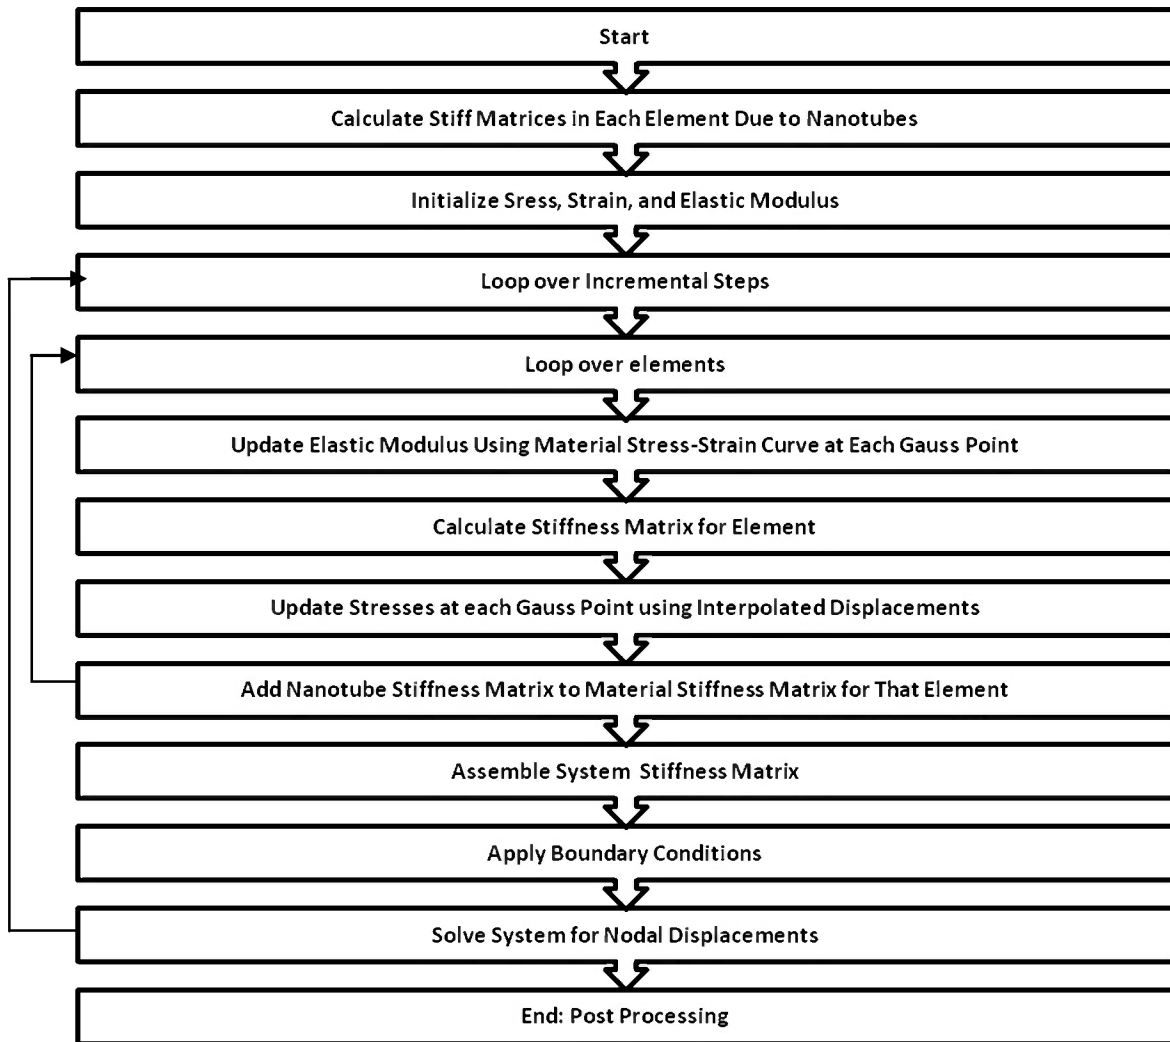 Start
Calculate Stiff Matrices in Each Element Due to Nanotubes
Initialize Sress, Strain, and Elastic Modulus
Loop over Incremental Steps
Loop over elements
Update Elastic Modulus Using Material Stress-Strain Curve at Each Gauss Point
Calculate Stiffness Matrix for Element
Update Stresses at each Gauss Point using Interpolated Displacements
Add Nanotube Stiffness Matrix to Material Stiffness Matrix for That Element
Assemble System Stiffness Matrix
Apply Boundary Conditions
Solve System for Nodal Displacements
End: Post Processing